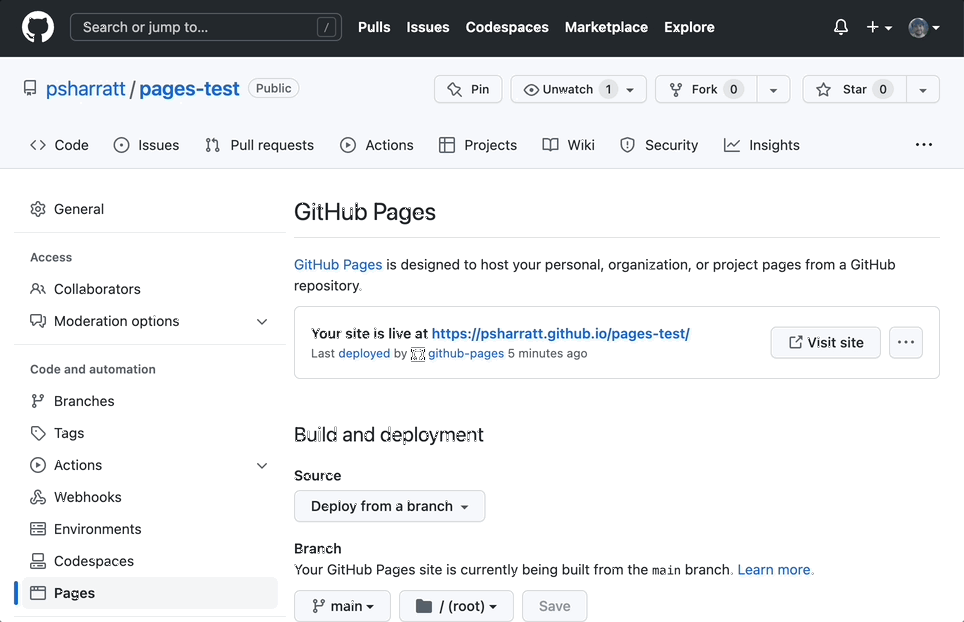 Search or jump to... / Pulls Issues Codespaces Marketplace Explore
psharratt / pages-test Public Pin Unwatch 1 Fork 0 Star 0
Code Issues Pull requests Actions Projects Wiki Security Insights ...
General
Access
Collaborators
Moderation options
Code and automation
Branches
Tags
Actions
Webhooks
Environments
Codespaces
Pages
GitHub Pages
GitHub Pages is designed to host your personal, organization, or project pages from a GitHub
repository.
Your site is live at https://psharratt.github.io/pages-test/
Last deployed by github-pages 5 minutes ago
Visit site ...
Build and deployment
Source
Deploy from a branch
Branch
Your GitHub Pages site is currently being built from the main branch. Learn more.
main / (root) Save